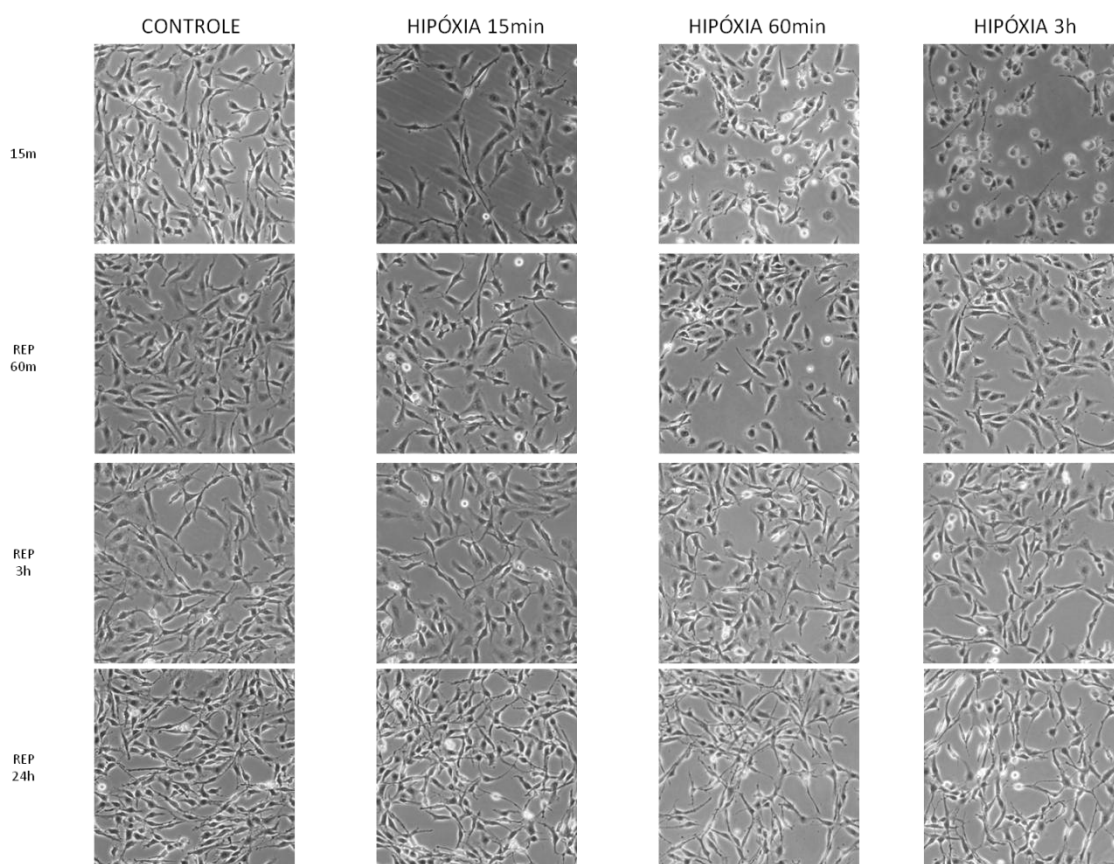 CONTROLE
HIPÓXIA 15min
HIPÓXIA 60min
HIPÓXIA 3h
15m
REP
60m
REP
3h
REP
24h